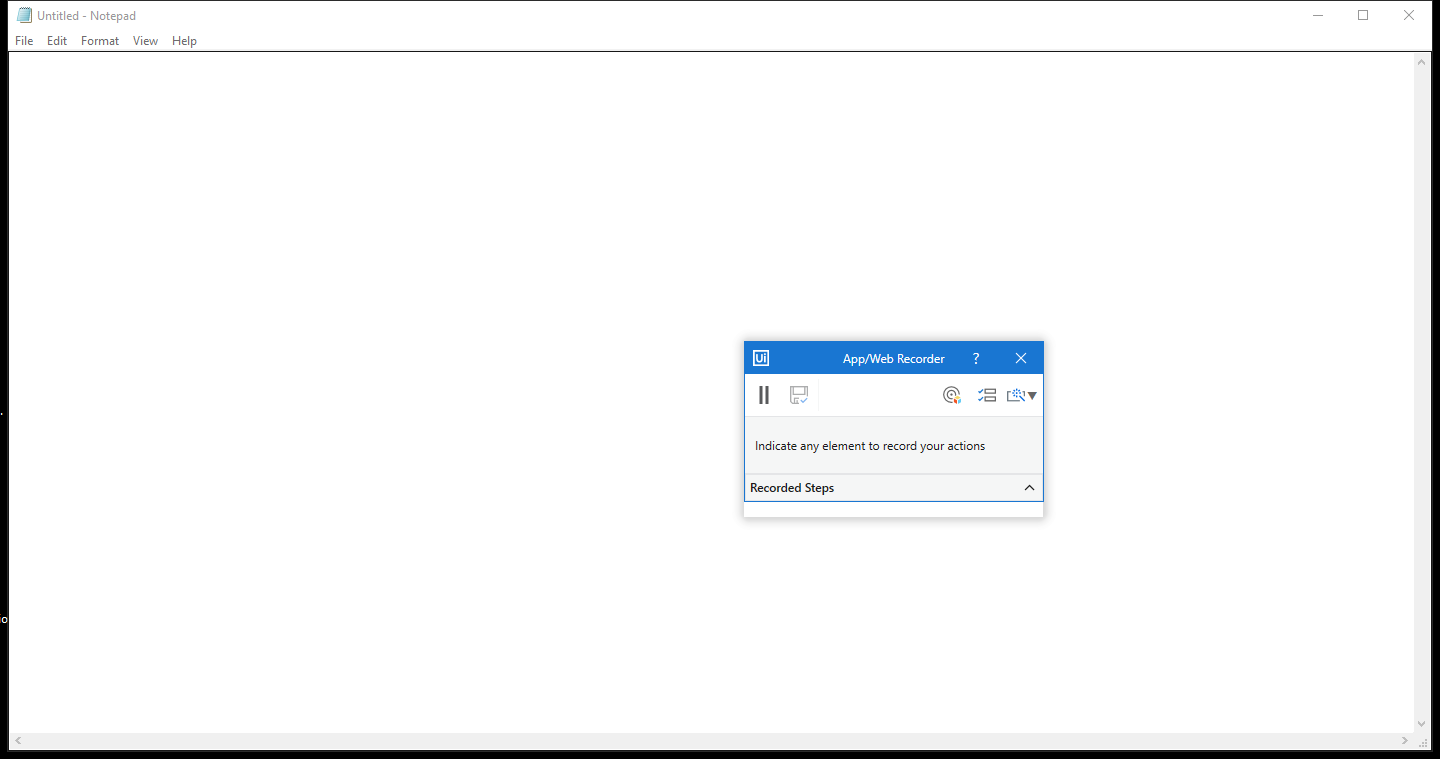 Untitled - Notepad
File Edit Format View Help
Ui App/Web Recorder ?
Indicate any element to record your actions
Recorded Steps
io